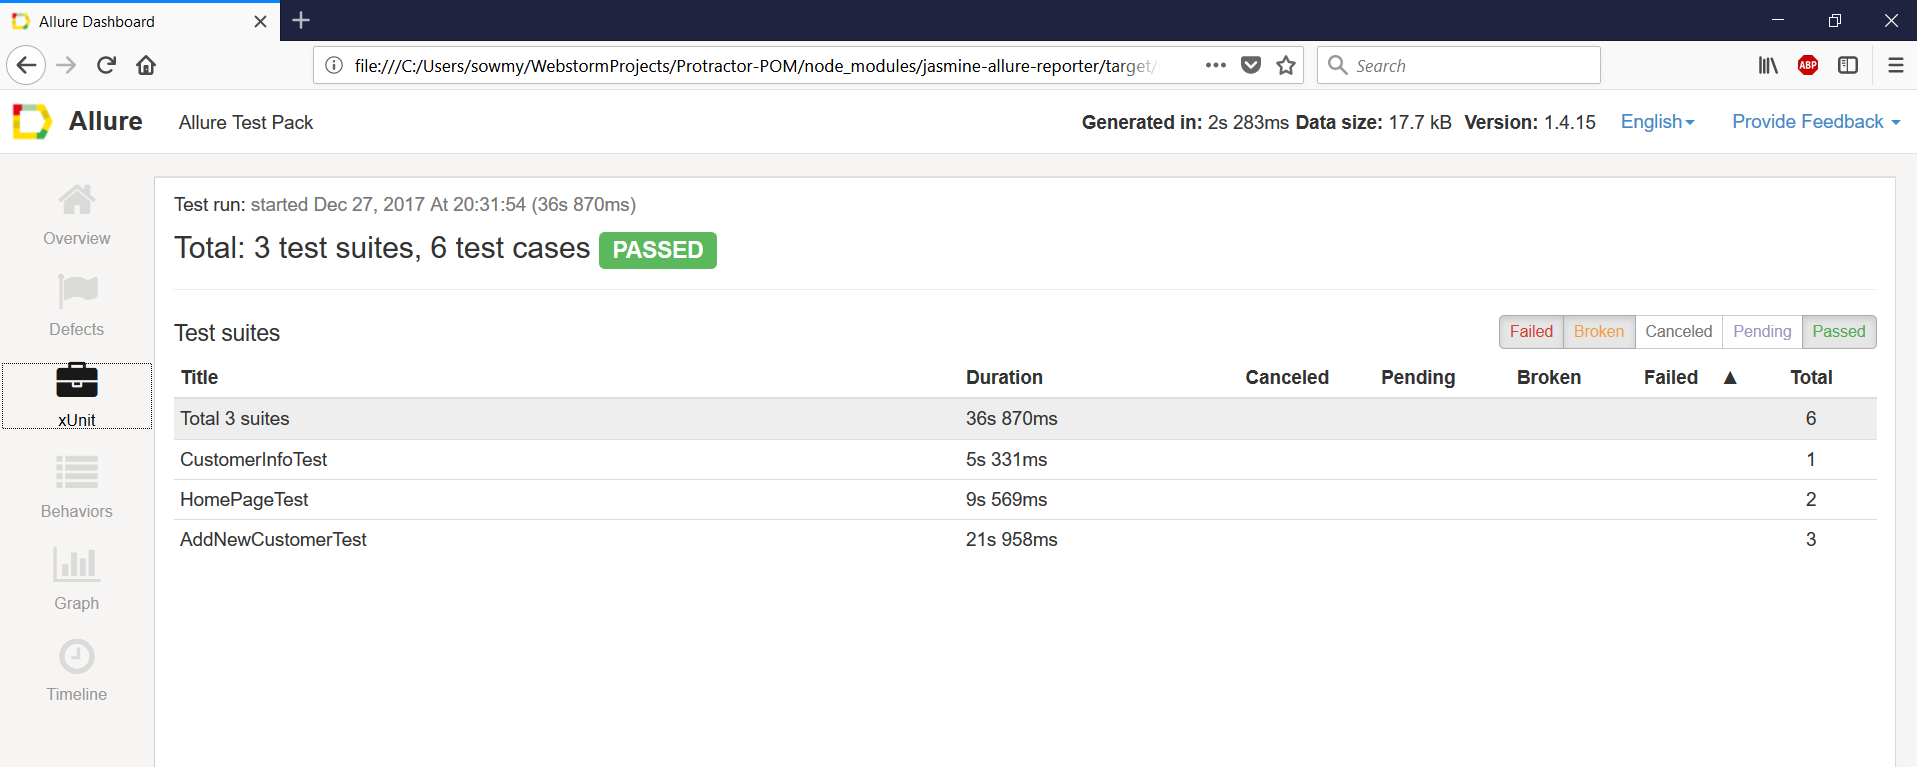 Allure Dashboard
file:///C:/Users/sowmy/WebstormProjects/Protractor-POM/node_modules/jasmine-allure-reporter/target/
Search
ABP
Allure
Allure Test Pack
Generated in: 2s 283ms Data size: 17.7 kB Version: 1.4.15
English
Provide Feedback
Overview
Defects
xUnit
Behaviors
Graph
Timeline
Test run: started Dec 27, 2017 At 20:31:54 (36s 870ms)
Total: 3 test suites, 6 test cases PASSED
Test suites
Failed Broken Canceled Pending Passed
Title Duration Canceled Pending Broken Failed ▲ Total
Total 3 suites 36s 870ms 6
CustomerInfoTest 5s 331ms 1
HomePageTest 9s 569ms 2
AddNewCustomerTest 21s 958ms 3